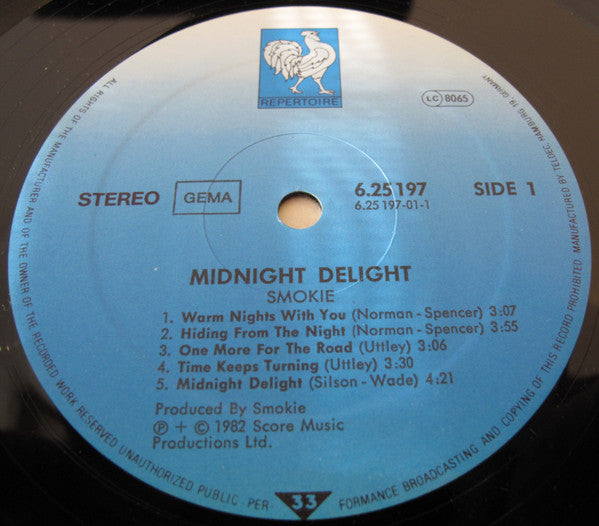 REPERTOIRE
LC 8065
STEREO GEMA 6.25197 SIDE 1
6.25 197-01-1
MIDNIGHT DELIGHT
SMOKIE
1. Warm Nights With You (Norman - Spencer) 3:07
2. Hiding From The Night (Norman - Spencer) 3:55
3. One More For The Road (Uttley) 3:06
4. Time Keeps Turning (Uttley) 3:30
5. Midnight Delight (Silson - Wade) 4:21
Produced By Smokie
℗ + © 1982 Score Music
Productions Ltd.
ALL RIGHTS OF THE MANUFACTURER AND OF THE OWNER OF THE RECORDED WORK RESERVED UNAUTHORIZED PUBLIC PER- 33 FORMANCE BROADCASTING AND COPYING OF THIS RECORD PROHIBITED MANUFACTURED BY TELDEC HAMBURG 19 GERMANY